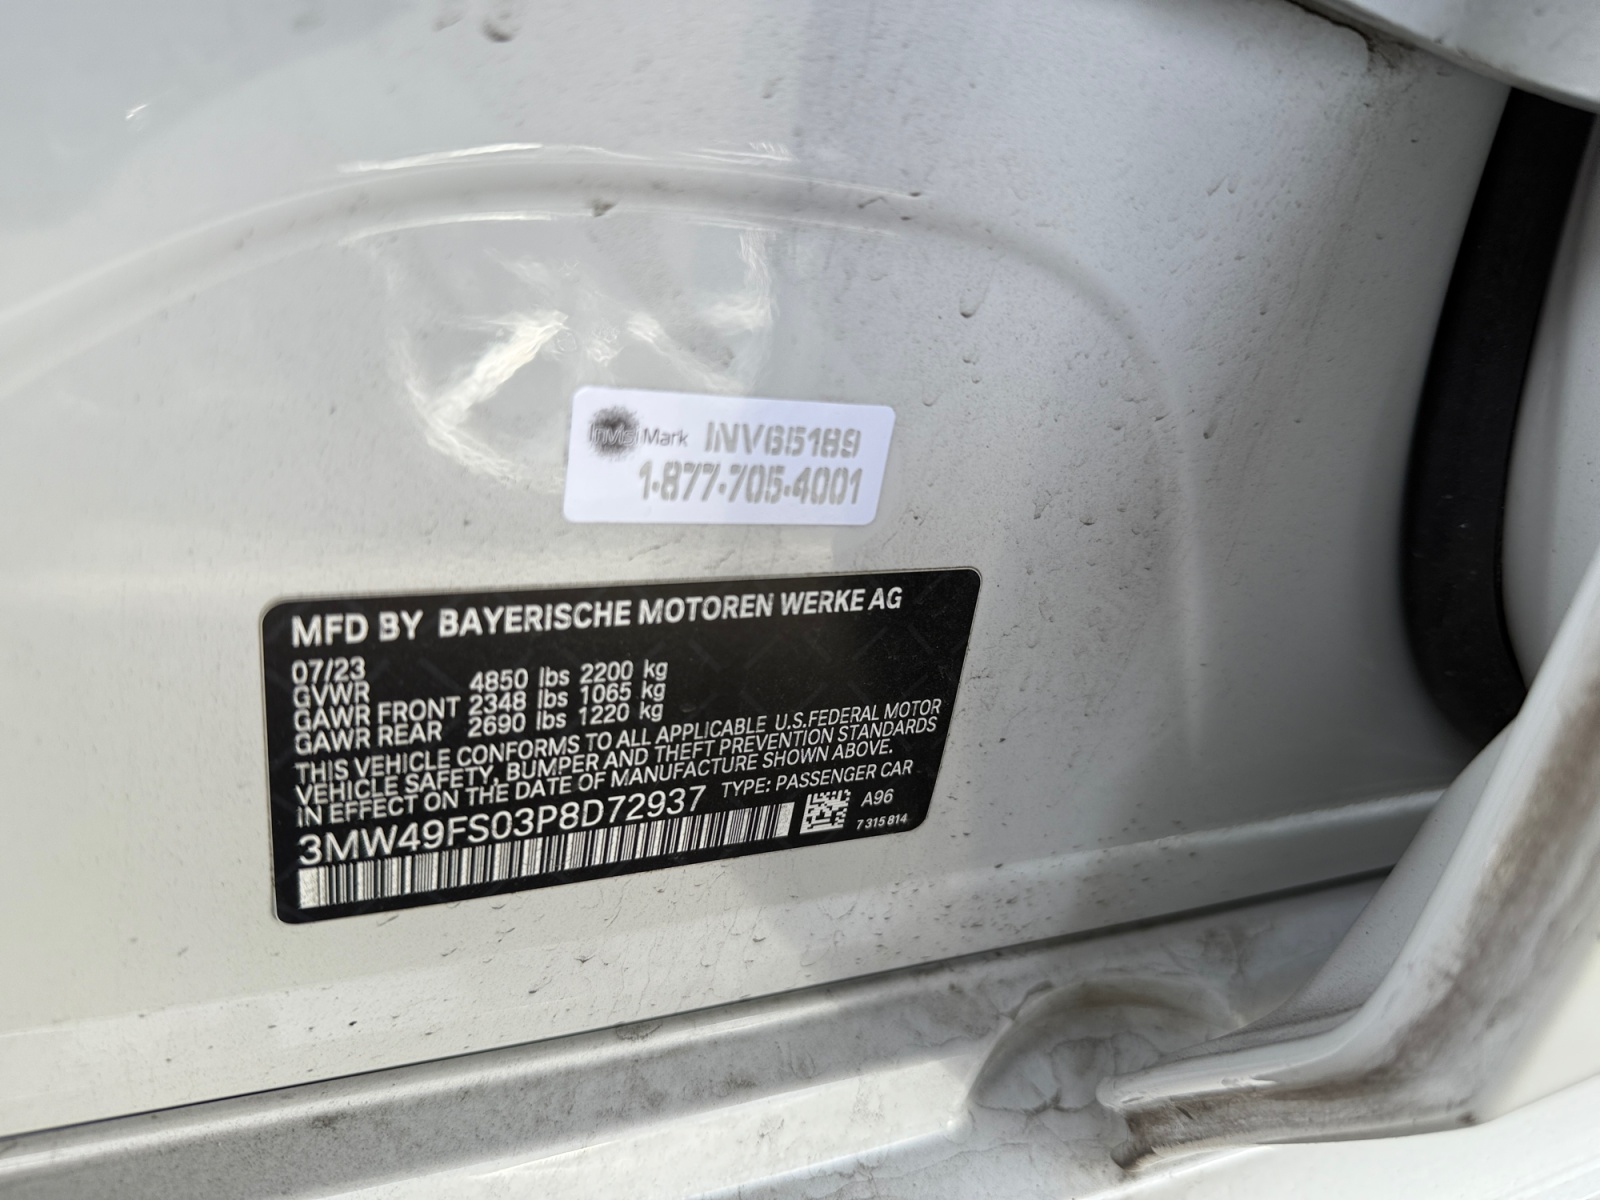 InvisiMark INV65189
1-877-705-4001
MFD BY BAYERISCHE MOTOREN WERKE AG
07/23
GVWR 4850 lbs 2200 kg
GAWR FRONT 2348 lbs 1065 kg
GAWR REAR 2690 lbs 1220 kg
THIS VEHICLE CONFORMS TO ALL APPLICABLE U.S.FEDERAL MOTOR
VEHICLE SAFETY, BUMPER AND THEFT PREVENTION STANDARDS
IN EFFECT ON THE DATE OF MANUFACTURE SHOWN ABOVE.
3MW49FS03P8D72937 TYPE: PASSENGER CAR
A96
7 315 814